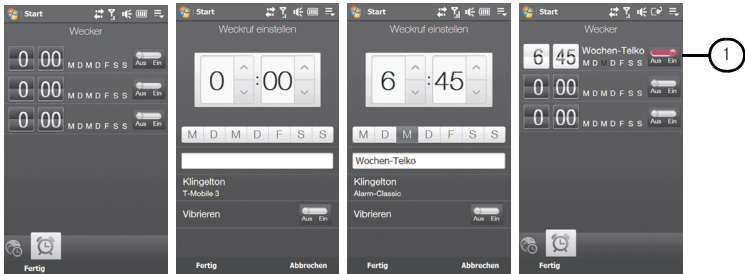 Start
Wecker
0 00 M D M D F S S Aus Ein
0 00 M D M D F S S Aus Ein
0 00 M D M D F S S Aus Ein
Fertig
Start
Weckruf einstellen
0 : 00
M D M D F S S
Klingelton
T-Mobile 3
Vibrieren Aus Ein
Fertig Abbrechen
Start
Weckruf einstellen
6 : 45
M D M D F S S
Wochen-Telko
Klingelton
Alarm-Classic
Vibrieren Aus Ein
Fertig Abbrechen
Start
Wecker
6 45 Wochen-Telko
M D M D F S S Aus Ein
0 00 M D M D F S S Aus Ein
0 00 M D M D F S S Aus Ein
Fertig
1